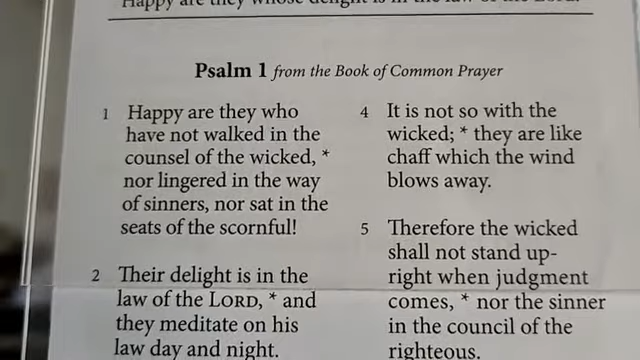 Happy are they whose delight is in the law of the LORD.
Psalm 1 from the Book of Common Prayer
1 Happy are they who
have not walked in the
counsel of the wicked, *
nor lingered in the way
of sinners, nor sat in the
seats of the scornful!
2 Their delight is in the
law of the LORD, * and
they meditate on his
law day and night.
4 It is not so with the
wicked; * they are like
chaff which the wind
blows away.
5 Therefore the wicked
shall not stand up-
right when judgment
comes, * nor the sinner
in the council of the
righteous.